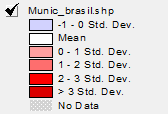 Munic_brasil.shp
-1 - 0 Std. Dev.
Mean
0 - 1 Std. Dev.
1 - 2 Std. Dev.
2 - 3 Std. Dev.
> 3 Std. Dev.
No Data